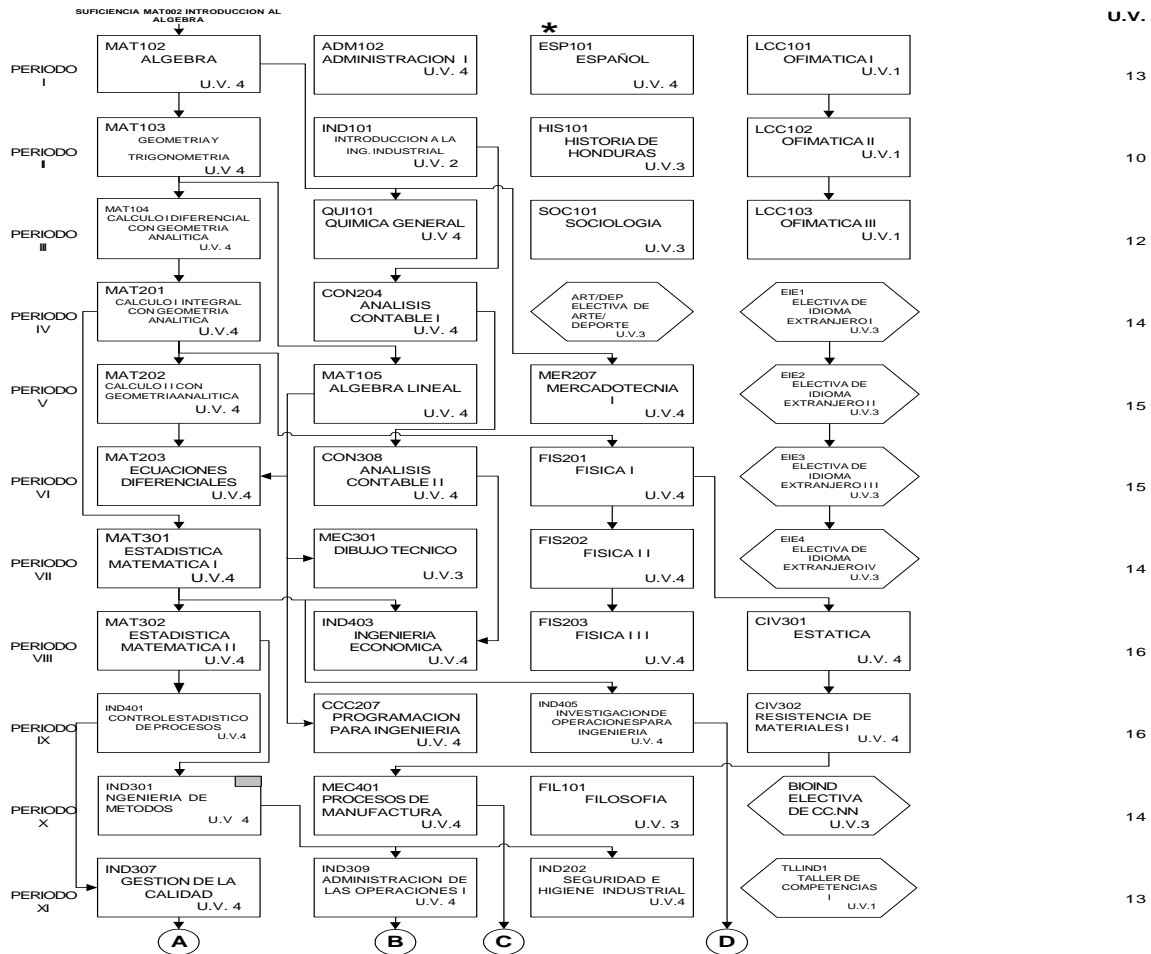 SUFICIENCIA MAT002 INTRODUCCION AL
ALGEBRA
U.V.
PERIODO
I
MAT102
ALGEBRA
U.V. 4
ADM102
ADMINISTRACION I
U.V. 4
*
ESP101
ESPAÑOL
U.V. 4
LCC101
OFIMATICA I
U.V.1
13
PERIODO
II
MAT103
GEOMETRIA Y
TRIGONOMETRIA
U.V 4
IND101
INTRODUCCION A LA
ING. INDUSTRIAL
U.V. 2
HIS101
HISTORIA DE
HONDURAS
U.V.3
LCC102
OFIMATICA II
U.V.1
10
PERIODO
III
MAT104
CALCULO I DIFERENCIAL
CON GEOMETRIA
ANALITICA
U.V. 4
QUI101
QUIMICA GENERAL
U.V 4
SOC101
SOCIOLOGIA
U.V.3
LCC103
OFIMATICA III
U.V.1
12
PERIODO
IV
MAT201
CALCULO I INTEGRAL
CON GEOMETRIA
ANALITICA
U.V.4
CON204
ANALISIS
CONTABLE I
U.V. 4
ART/DEP
ELECTIVA DE
ARTE/
DEPORTE
U.V.3
EIE1
ELECTIVA DE
IDIOMA
EXTRANJERO I
U.V.3
14
PERIODO
V
MAT202
CALCULO I I CON
GEOMETRIA ANALITICA
U.V. 4
MAT105
ALGEBRA LINEAL
U.V. 4
MER207
MERCADOTECNIA
I
U.V.4
EIE2
ELECTIVA DE
IDIOMA
EXTRANJERO I I
U.V.3
15
PERIODO
VI
MAT203
ECUACIONES
DIFERENCIALES
U.V.4
CON308
ANALISIS
CONTABLE I I
U.V. 4
FIS201
FISICA I
U.V.4
EIE3
ELECTIVA DE
IDIOMA
EXTRANJERO I I I
U.V.3
15
PERIODO
VII
MAT301
ESTADISTICA
MATEMATICA I
U.V.4
MEC301
DIBUJO TECNICO
U.V.3
FIS202
FISICA I I
U.V.4
EIE4
ELECTIVA DE
IDIOMA
EXTRANJERO IV
U.V.3
14
PERIODO
VIII
MAT302
ESTADISTICA
MATEMATICA I I
U.V.4
IND403
INGENIERIA
ECONOMICA
U.V.4
FIS203
FISICA I I I
U.V.4
CIV301
ESTATICA
U.V. 4
16
PERIODO
IX
IND401
CONTROL ESTADISTICO
DE PROCESOS
U.V.4
CCC207
PROGRAMACION
PARA INGENIERIA
U.V. 4
IND405
INVESTIGACION DE
OPERACIONES PARA
INGENIERIA
U.V. 4
CIV302
RESISTENCIA DE
MATERIALES I
U.V. 4
16
PERIODO
X
IND301
NGENIERIA DE
METODOS
U.V 4
MEC401
PROCESOS DE
MANUFACTURA
U.V.4
FIL101
FILOSOFIA
U.V. 3
BIOIND
ELECTIVA
DE CC.NN
U.V.3
14
PERIODO
XI
IND307
GESTION DE LA
CALIDAD
U.V. 4
IND309
ADMINISTRACION DE
LAS OPERACIONES I
U.V. 4
IND202
SEGURIDAD E
HIGIENE INDUSTRIAL
U.V.4
TLLIND1
TALLER DE
COMPETENCIAS
I
U.V.1
13
A
B
C
D